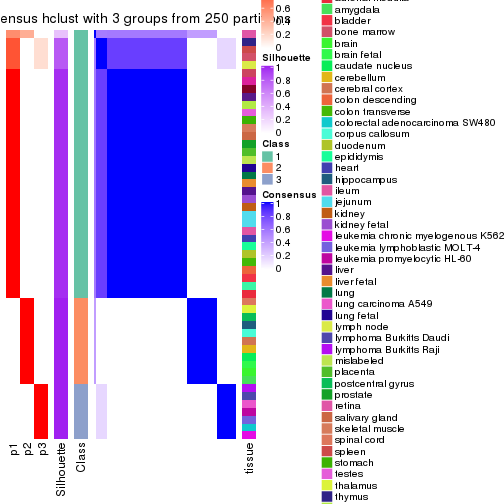 ensus hclust with 3 groups from 250 partitions
0.6
0.4
0.2
0
Silhouette
1
0.8
0.6
0.4
0.2
0
Class
1
2
3
Consensus
1
0.8
0.6
0.4
0.2
0
amygdala
bladder
bone marrow
brain
brain fetal
caudate nucleus
cerebellum
cerebral cortex
colon descending
colon transverse
colorectal adenocarcinoma SW480
corpus callosum
duodenum
epididymis
heart
hippocampus
ileum
jejunum
kidney
kidney fetal
leukemia chronic myelogenous K562
leukemia lymphoblastic MOLT-4
leukemia promyelocytic HL-60
liver
liver fetal
lung
lung carcinoma A549
lung fetal
lymph node
lymphoma Burkitts Daudi
lymphoma Burkitts Raji
mislabeled
placenta
postcentral gyrus
prostate
retina
salivary gland
skeletal muscle
spinal cord
spleen
stomach
testes
thalamus
thymus
p1
p2
p3
Silhouette
Class
tissue